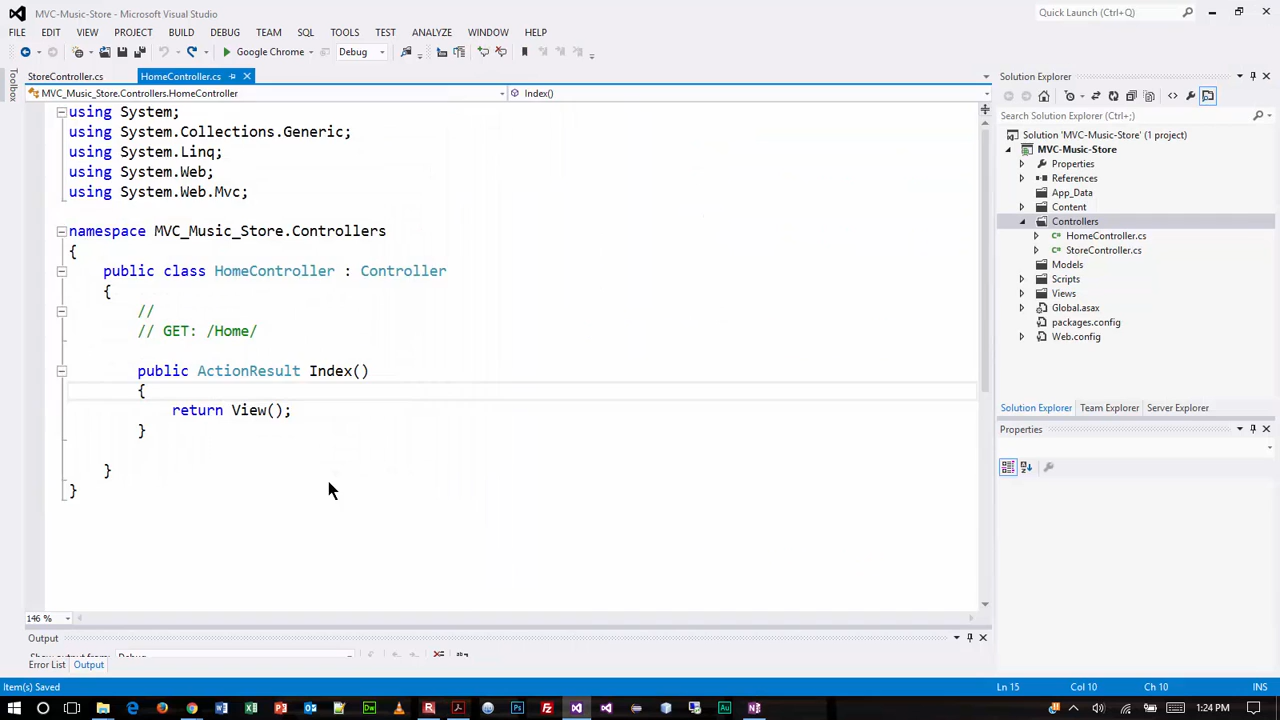 MVC-Music-Store - Microsoft Visual Studio
Quick Launch (Ctrl+Q)
FILE EDIT VIEW PROJECT BUILD DEBUG TEAM SQL TOOLS TEST ANALYZE WINDOW HELP
Google Chrome Debug
Toolbox
StoreController.cs HomeController.cs
MVC_Music_Store.Controllers.HomeController Index()
using System;
using System.Collections.Generic;
using System.Linq;
using System.Web;
using System.Web.Mvc;
namespace MVC_Music_Store.Controllers
{
public class HomeController : Controller
{
//
// GET: /Home/
public ActionResult Index()
{
return View();
}
}
}
146 %
Output
Show output from: Debug
Error List Output
Solution Explorer
Search Solution Explorer (Ctrl+;)
Solution 'MVC-Music-Store' (1 project)
MVC-Music-Store
Properties
References
App_Data
Content
Controllers
HomeController.cs
StoreController.cs
Models
Scripts
Views
Global.asax
packages.config
Web.config
Solution Explorer Team Explorer Server Explorer
Properties
Item(s) Saved Ln 15 Col 10 Ch 10 INS
1:24 PM